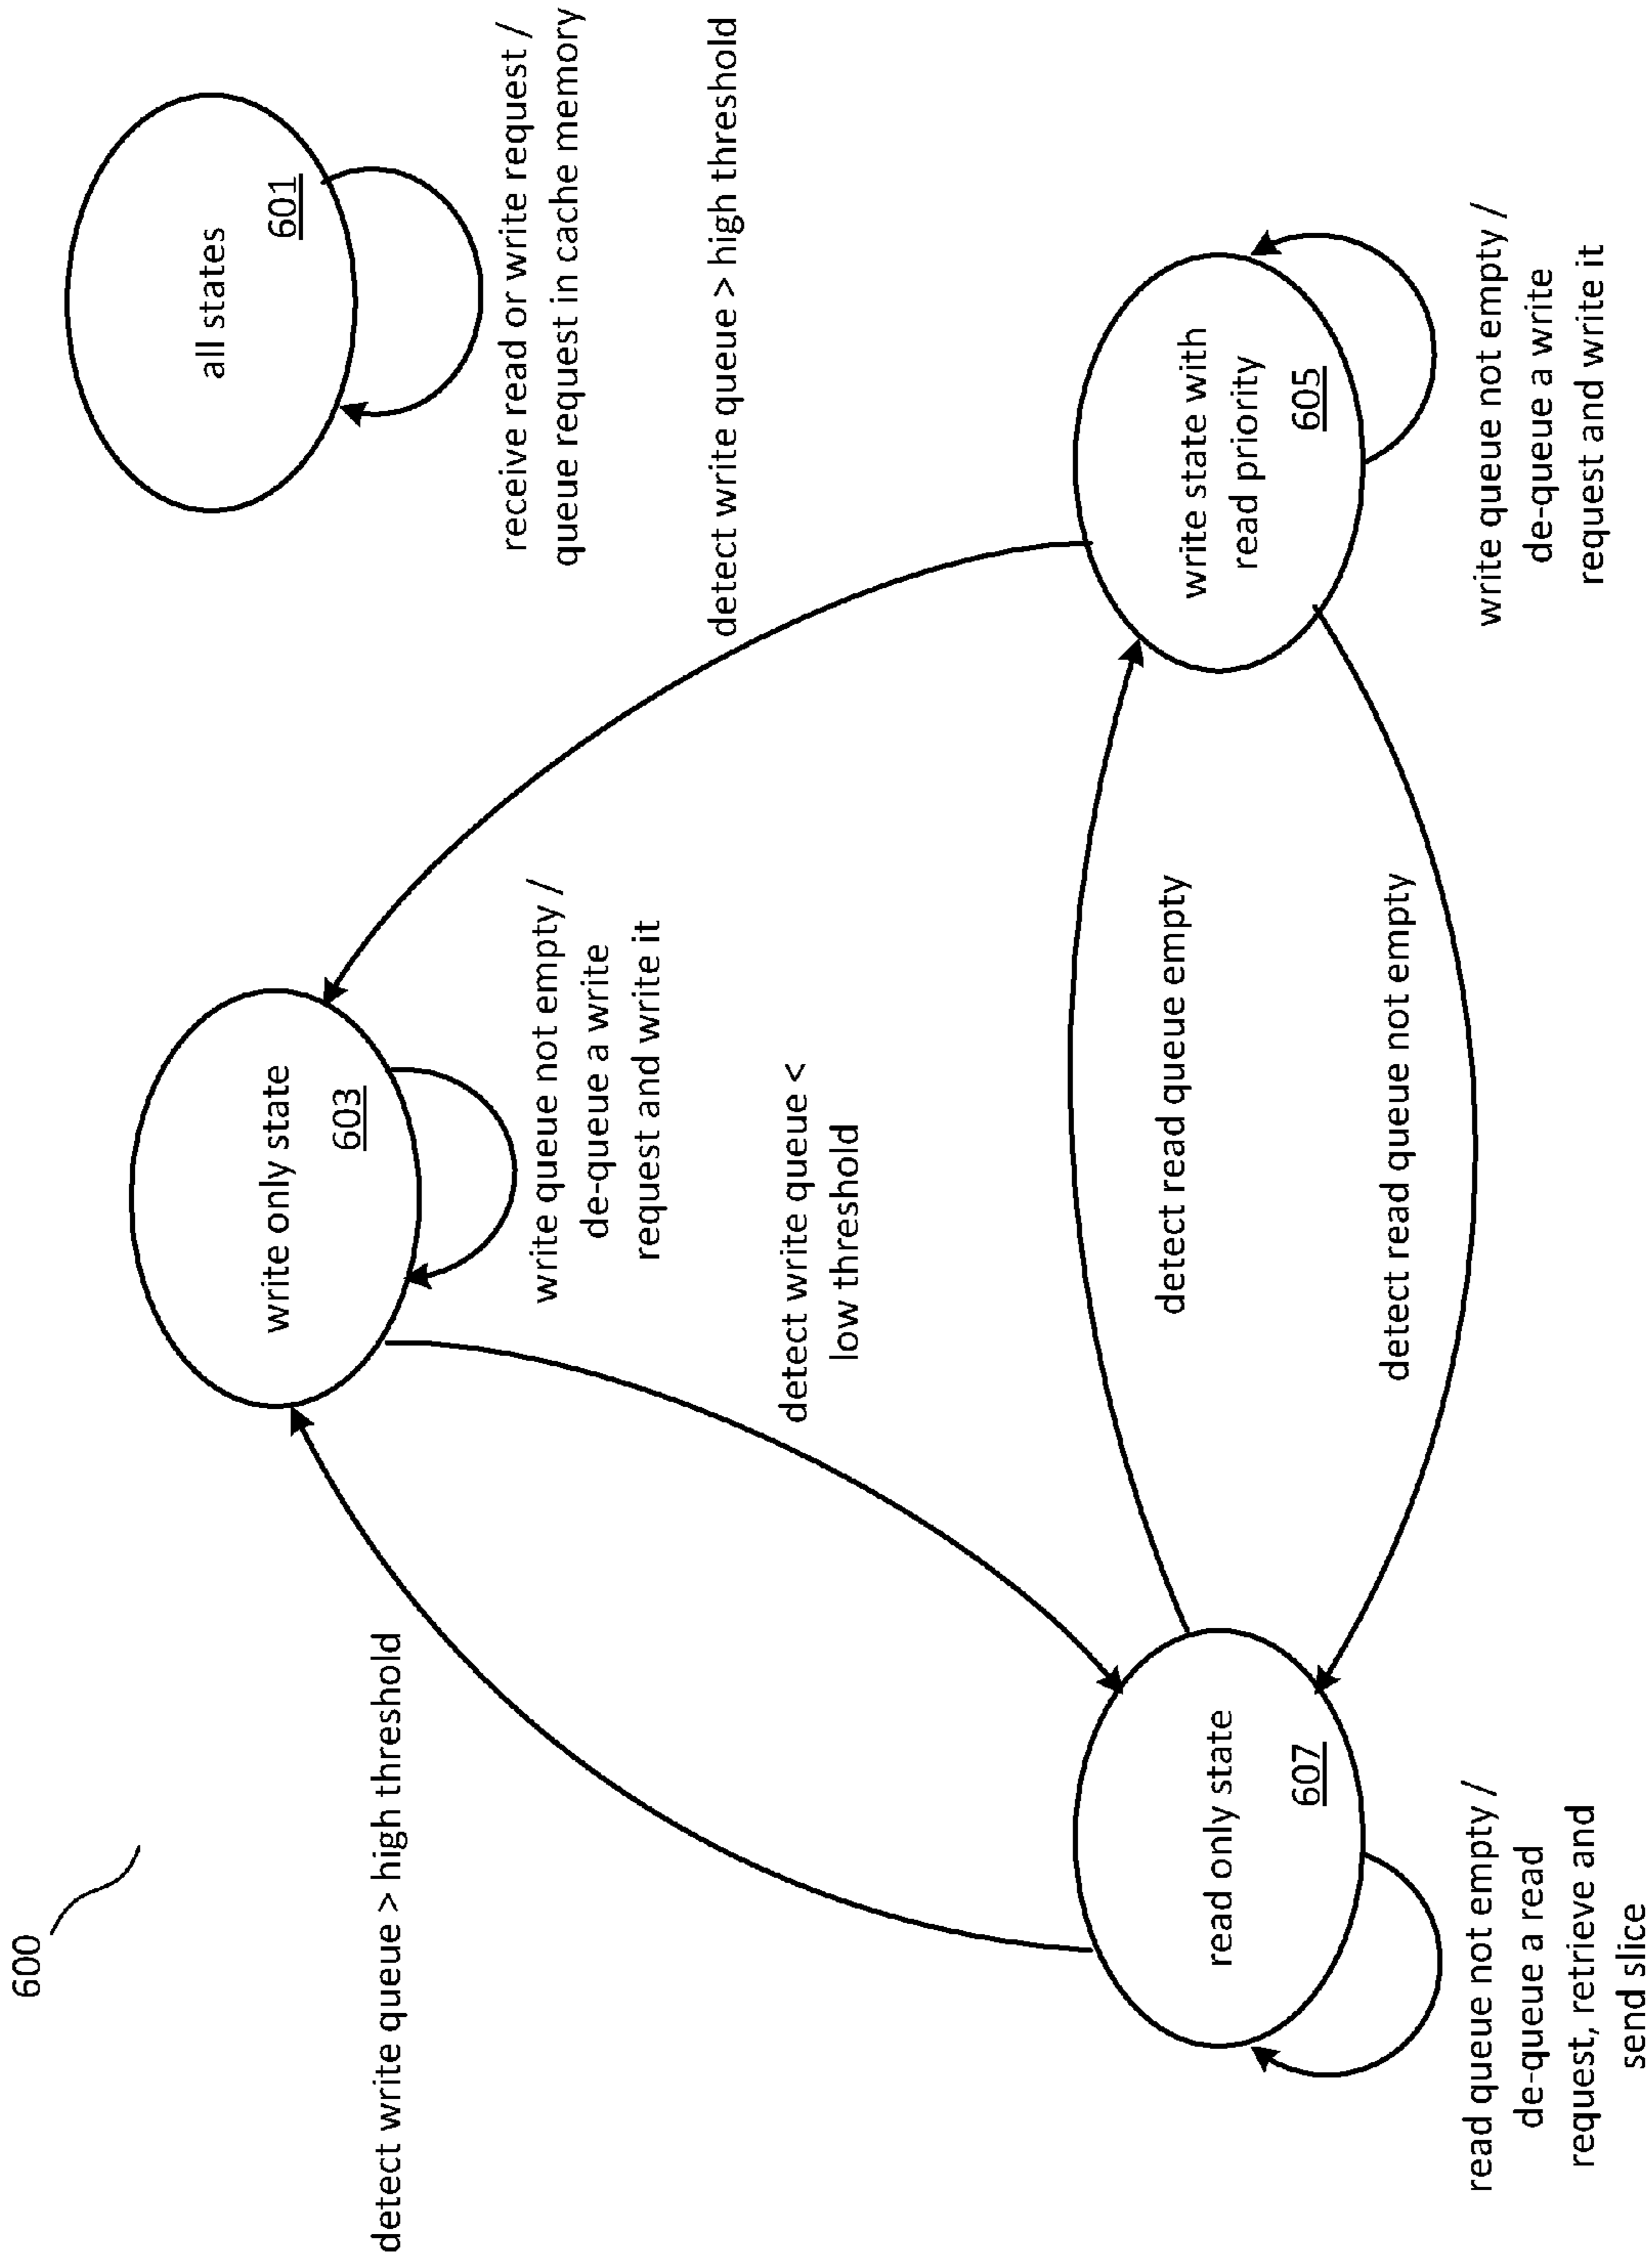 600
all states
601
receive read or write request /
queue request in cache memory
write only state
603
write queue not empty /
de-queue a write
request and write it
detect write queue > high threshold
detect write queue > high threshold
detect write queue <
low threshold
read only state
607
read queue not empty /
de-queue a read
request, retrieve and
send slice
detect read queue empty
detect read queue not empty
write state with
read priority
605
write queue not empty /
de-queue a write
request and write it